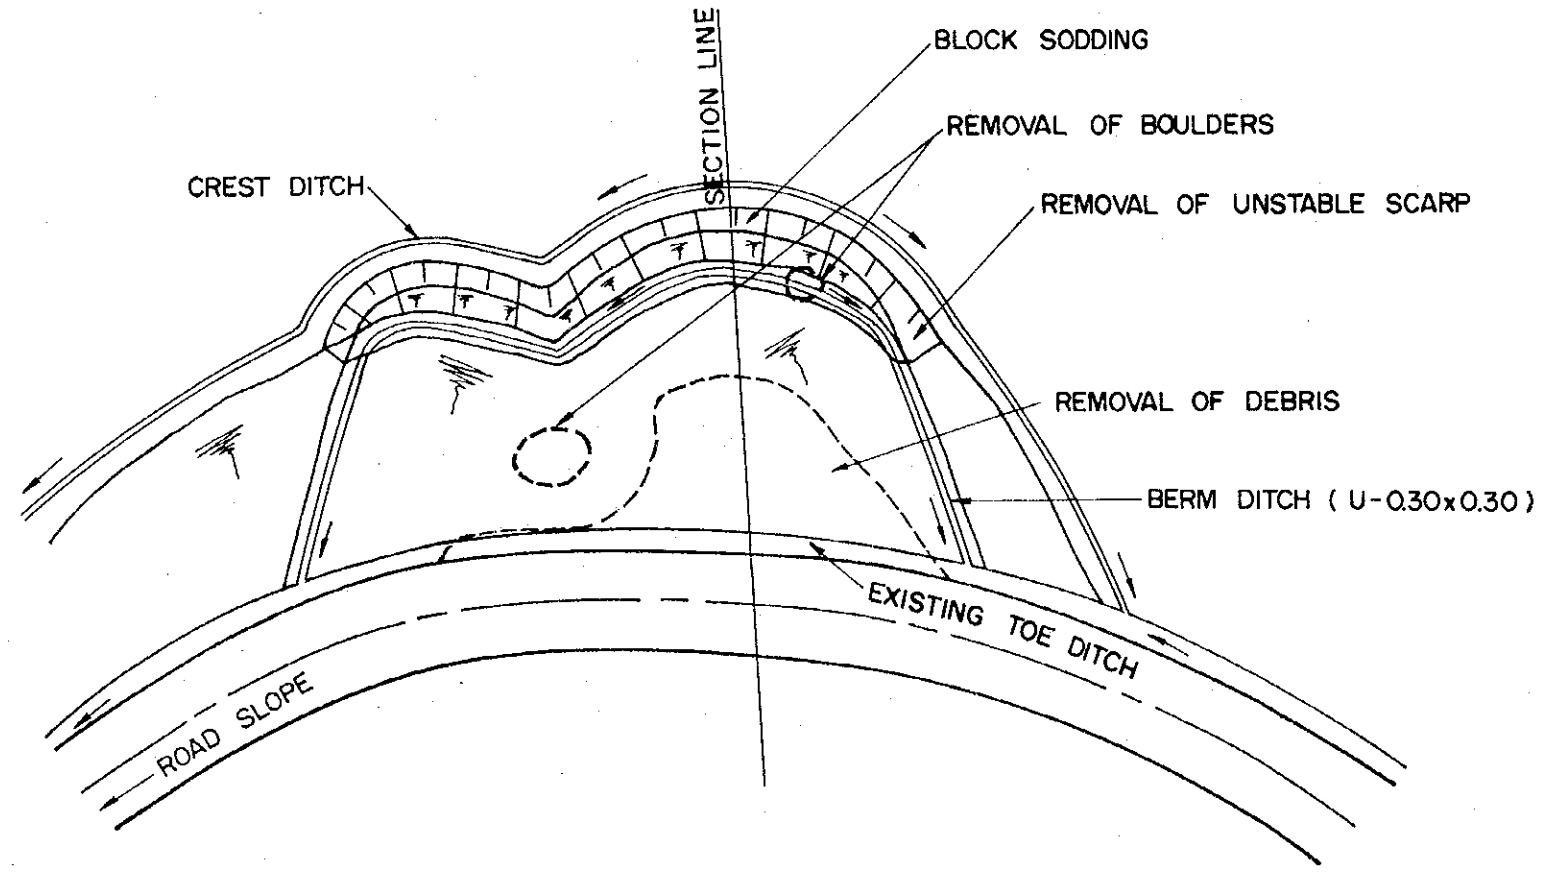 SECTION LINE
BLOCK SODDING
REMOVAL OF BOULDERS
CREST DITCH
REMOVAL OF UNSTABLE SCARP
REMOVAL OF DEBRIS
BERM DITCH ( U-0.30x0.30 )
EXISTING TOE DITCH
ROAD SLOPE